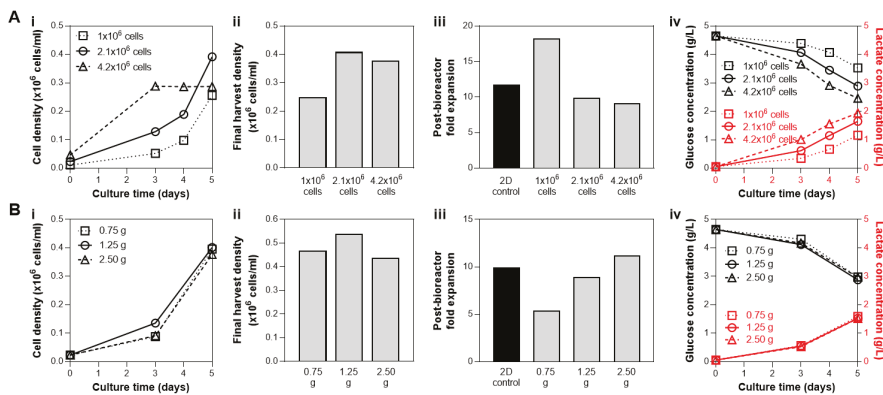 A
i
Cell density (x10⁶ cells/ml)
0.5
0.4
0.3
0.2
0.1
0.0
1x10⁶ cells
2.1x10⁶ cells
4.2x10⁶ cells
0
3
4
5
Culture time (days)
ii
Final harvest density
(x10⁶ cells/ml)
0.5
0.4
0.3
0.2
0.1
0.0
1x10⁶
cells
2.1x10⁶
cells
4.2x10⁶
cells
iii
Post-bioreactor
fold expansion
20
15
10
5
0
2D
control
1x10⁶
cells
2.1x10⁶
cells
4.2x10⁶
cells
iv
Glucose concentration (g/L)
5
4
3
2
1
0
1x10⁶ cells
2.1x10⁶ cells
4.2x10⁶ cells
1x10⁶ cells
2.1x10⁶ cells
4.2x10⁶ cells
5
4
3
2
1
0
Lactate concentration (g/L)
0
3
4
5
Culture time (days)
B
i
Cell density (x10⁶ cells/ml)
0.5
0.4
0.3
0.2
0.1
0.0
0.75 g
1.25 g
2.50 g
0
1
2
3
4
5
Culture time (days)
ii
Final harvest density
(x10⁶ cells/ml)
0.6
0.4
0.2
0.0
0.75
g
1.25
g
2.50
g
iii
Post-bioreactor
fold expansion
15
10
5
0
2D
control
0.75
g
1.25
g
2.50
g
iv
Glucose concentration (g/L)
5
4
3
2
1
0
0.75 g
1.25 g
2.50 g
0.75 g
1.25 g
2.50 g
5
4
3
2
1
0
Lactate concentration (g/L)
0
1
2
3
4
5
Culture time (days)